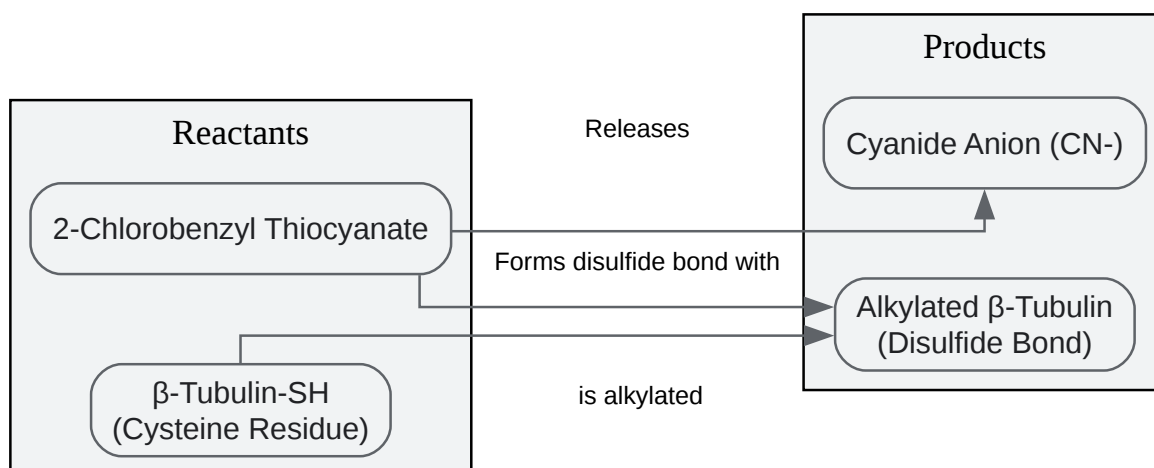 Products
Reactants
Releases
Cyanide Anion (CN-)
2-Chlorobenzyl Thiocyanate
Forms disulfide bond with
Alkylated β-Tubulin
(Disulfide Bond)
β-Tubulin-SH
(Cysteine Residue)
is alkylated